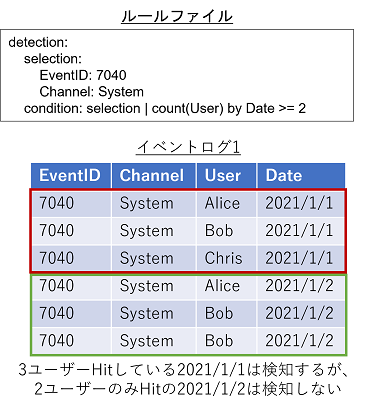 ルールファイル
detection:
selection:
EventID: 7040
Channel: System
condition: selection | count(User) by Date >= 2
イベントログ1
EventID Channel User Date
7040 System Alice 2021/1/1
7040 System Bob 2021/1/1
7040 System Chris 2021/1/1
7040 System Alice 2021/1/2
7040 System Bob 2021/1/2
7040 System Bob 2021/1/2
3ユーザーHitしている2021/1/1は検知するが、
2ユーザーのみHitの2021/1/2は検知しない